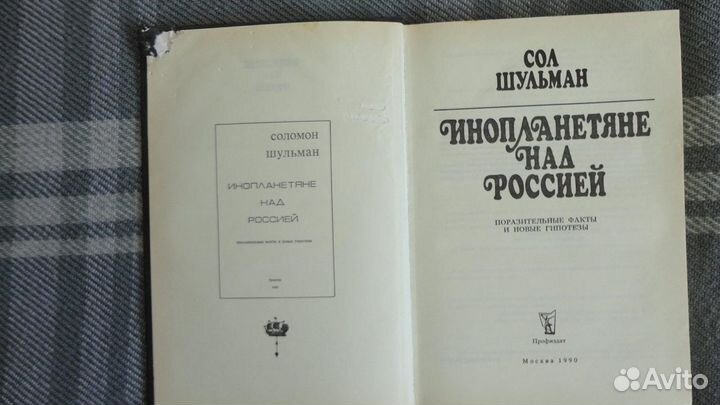 соломон
шульман
ИНОПЛАНЕТЯНЕ
НАД
РОССИЕЙ
СОЛ
ШУЛЬМАН
ИНОПЛАНЕТЯНЕ
НАД
РОССИЕЙ
ПОРАЗИТЕЛЬНЫЕ ФАКТЫ
И НОВЫЕ ГИПОТЕЗЫ
Профиздат
Москва 1990
Avito